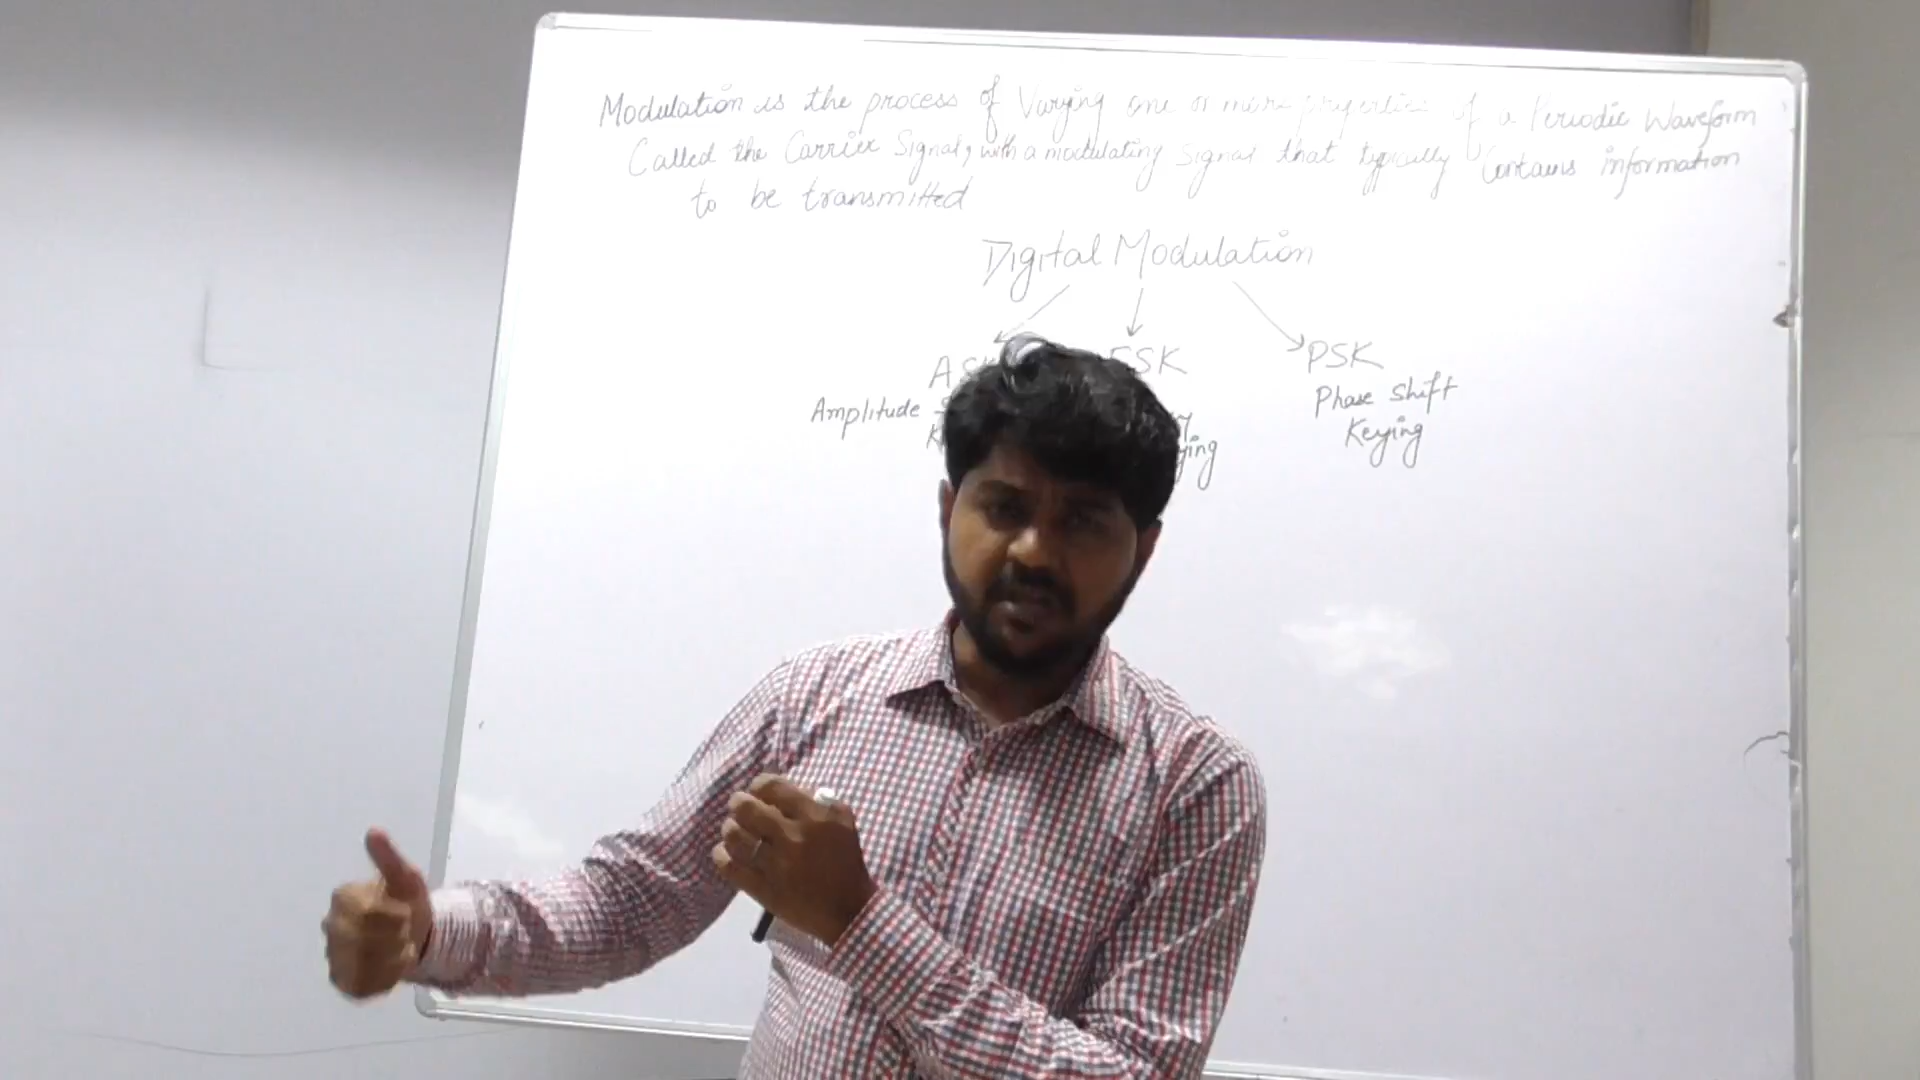 Modulation is the process of Varying one or more properties of a Periodic Waveform
Called the Carrier Signal, with a modulating signal that typically Contains information
to be transmitted
Digital Modulation
PSK
Amplitude
Phase Shift
Keying